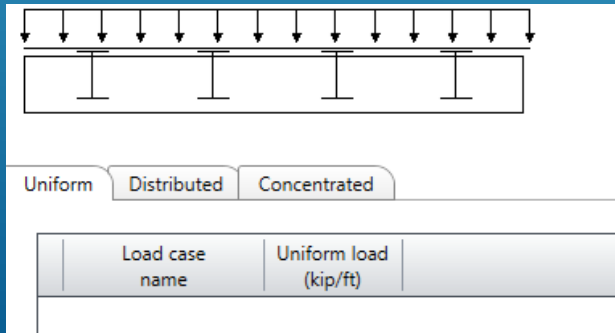 Uniform Distributed Concentrated
Load case Uniform load
name (kip/ft)